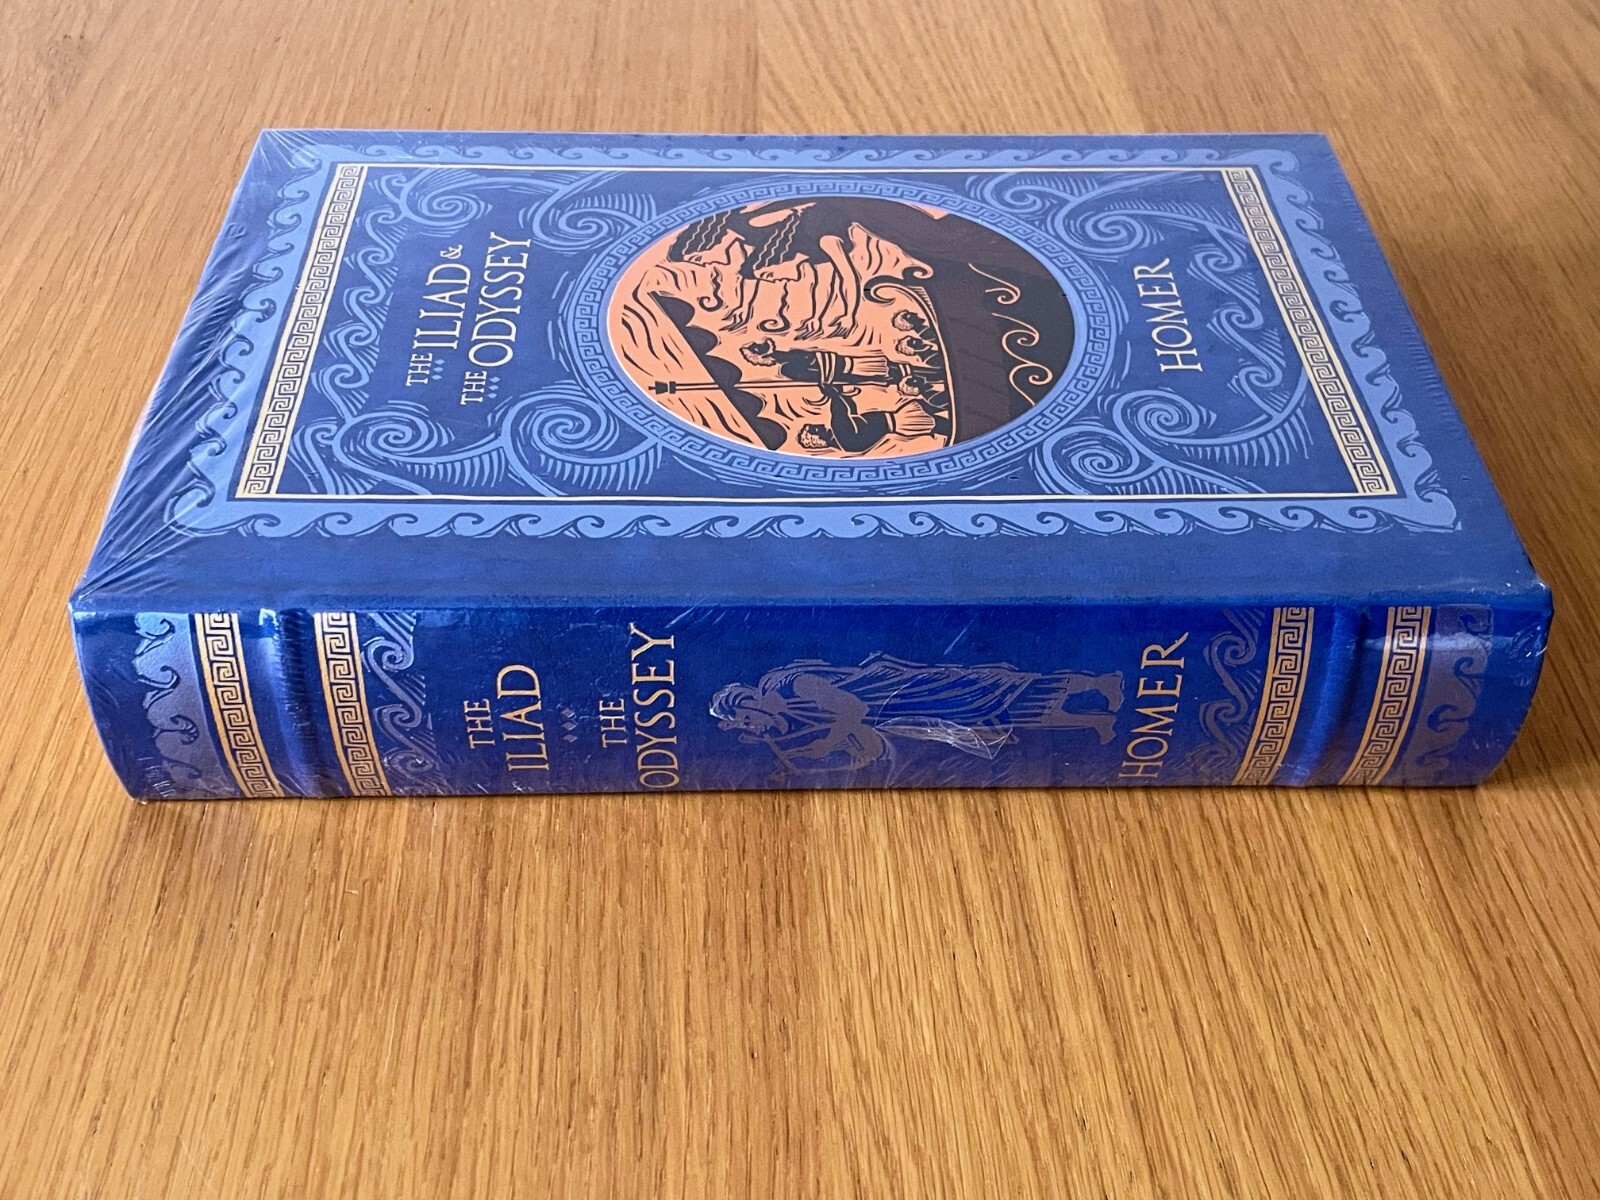 THE ILIAD &
THE ODYSSEY
HOMER
THE
ILIAD
THE
ODYSSEY
HOMER